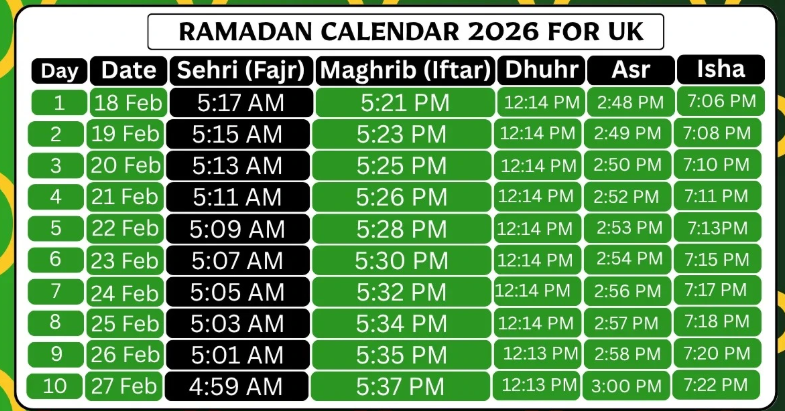 RAMADAN CALENDAR 2026 FOR UK
Day Date Sehri (Fajr) Maghrib (Iftar) Dhuhr Asr Isha
1 18 Feb 5:17 AM 5:21 PM 12:14 PM 2:48 PM 7:06 PM
2 19 Feb 5:15 AM 5:23 PM 12:14 PM 2:49 PM 7:08 PM
3 20 Feb 5:13 AM 5:25 PM 12:14 PM 2:50 PM 7:10 PM
4 21 Feb 5:11 AM 5:26 PM 12:14 PM 2:52 PM 7:11 PM
5 22 Feb 5:09 AM 5:28 PM 12:14 PM 2:53 PM 7:13PM
6 23 Feb 5:07 AM 5:30 PM 12:14 PM 2:54 PM 7:15 PM
7 24 Feb 5:05 AM 5:32 PM 12:14 PM 2:56 PM 7:17 PM
8 25 Feb 5:03 AM 5:34 PM 12:14 PM 2:57 PM 7:18 PM
9 26 Feb 5:01 AM 5:35 PM 12:13 PM 2:58 PM 7:20 PM
10 27 Feb 4:59 AM 5:37 PM 12:13 PM 3:00 PM 7:22 PM